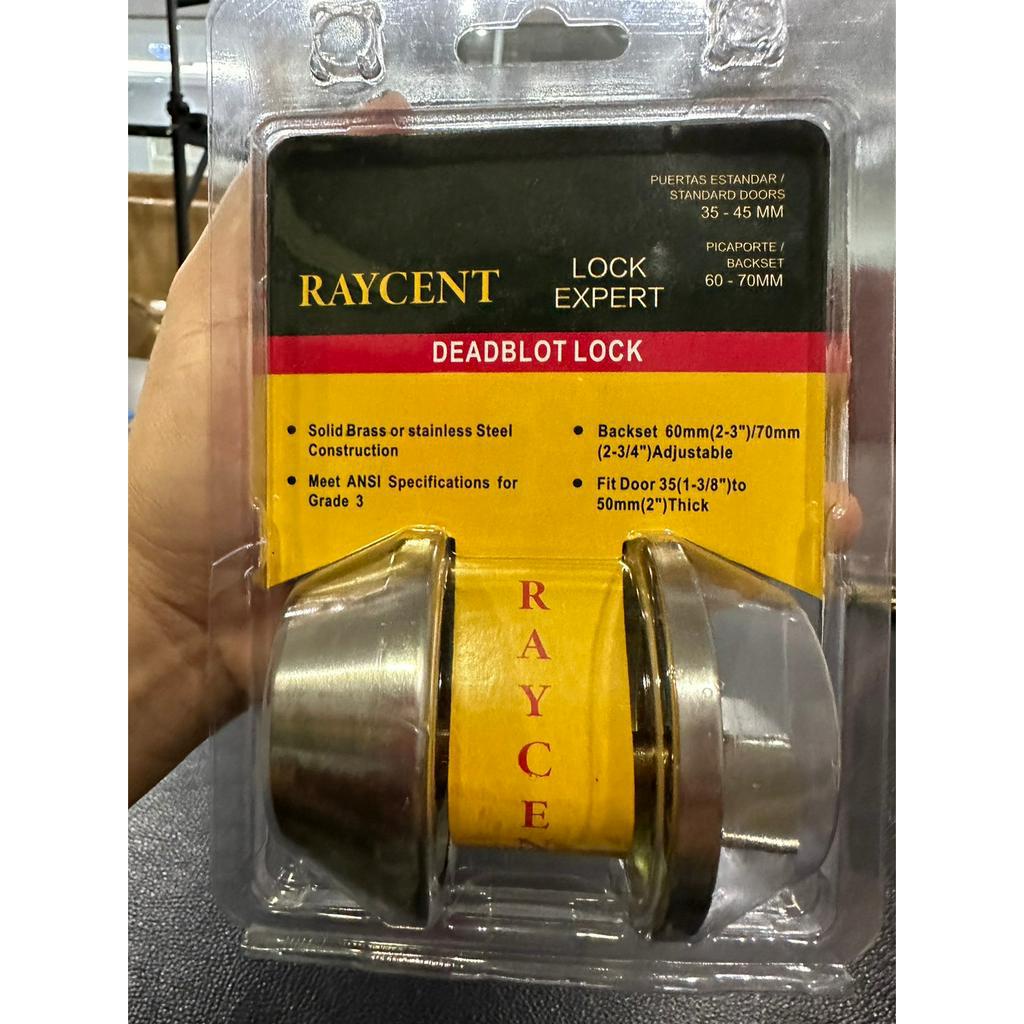 PUERTAS ESTANDAR /
STANDARD DOORS
35 - 45 MM
PICAPORTE /
BACKSET
60 - 70MM
RAYCENT
LOCK
EXPERT
DEADBLOT LOCK
Solid Brass or stainless Steel
Construction
Meet ANSI Specifications for
Grade 3
Backset 60mm(2-3")/70mm
(2-3/4")Adjustable
Fit Door 35(1-3/8")to
50mm(2")Thick
R
A
Y
C
E
N